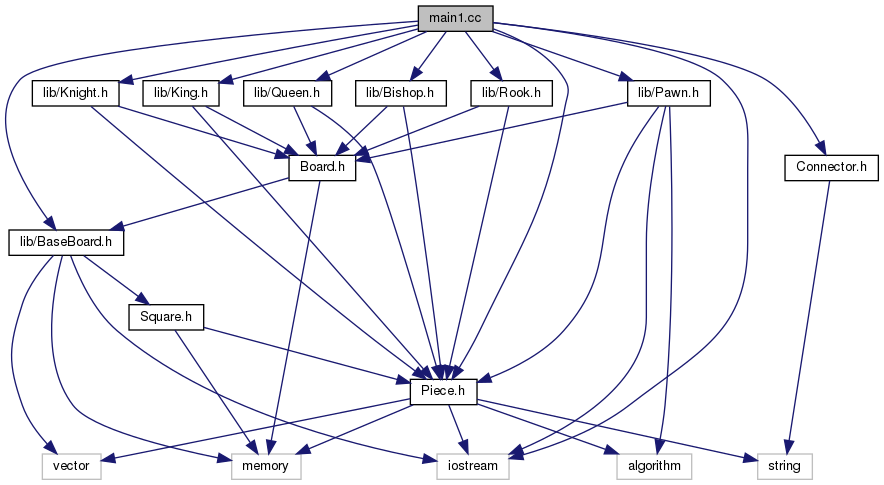 main1.cc
lib/Knight.h
lib/King.h
lib/Queen.h
lib/Bishop.h
lib/Rook.h
lib/Pawn.h
Board.h
Connector.h
lib/BaseBoard.h
Square.h
Piece.h
vector
memory
iostream
algorithm
string